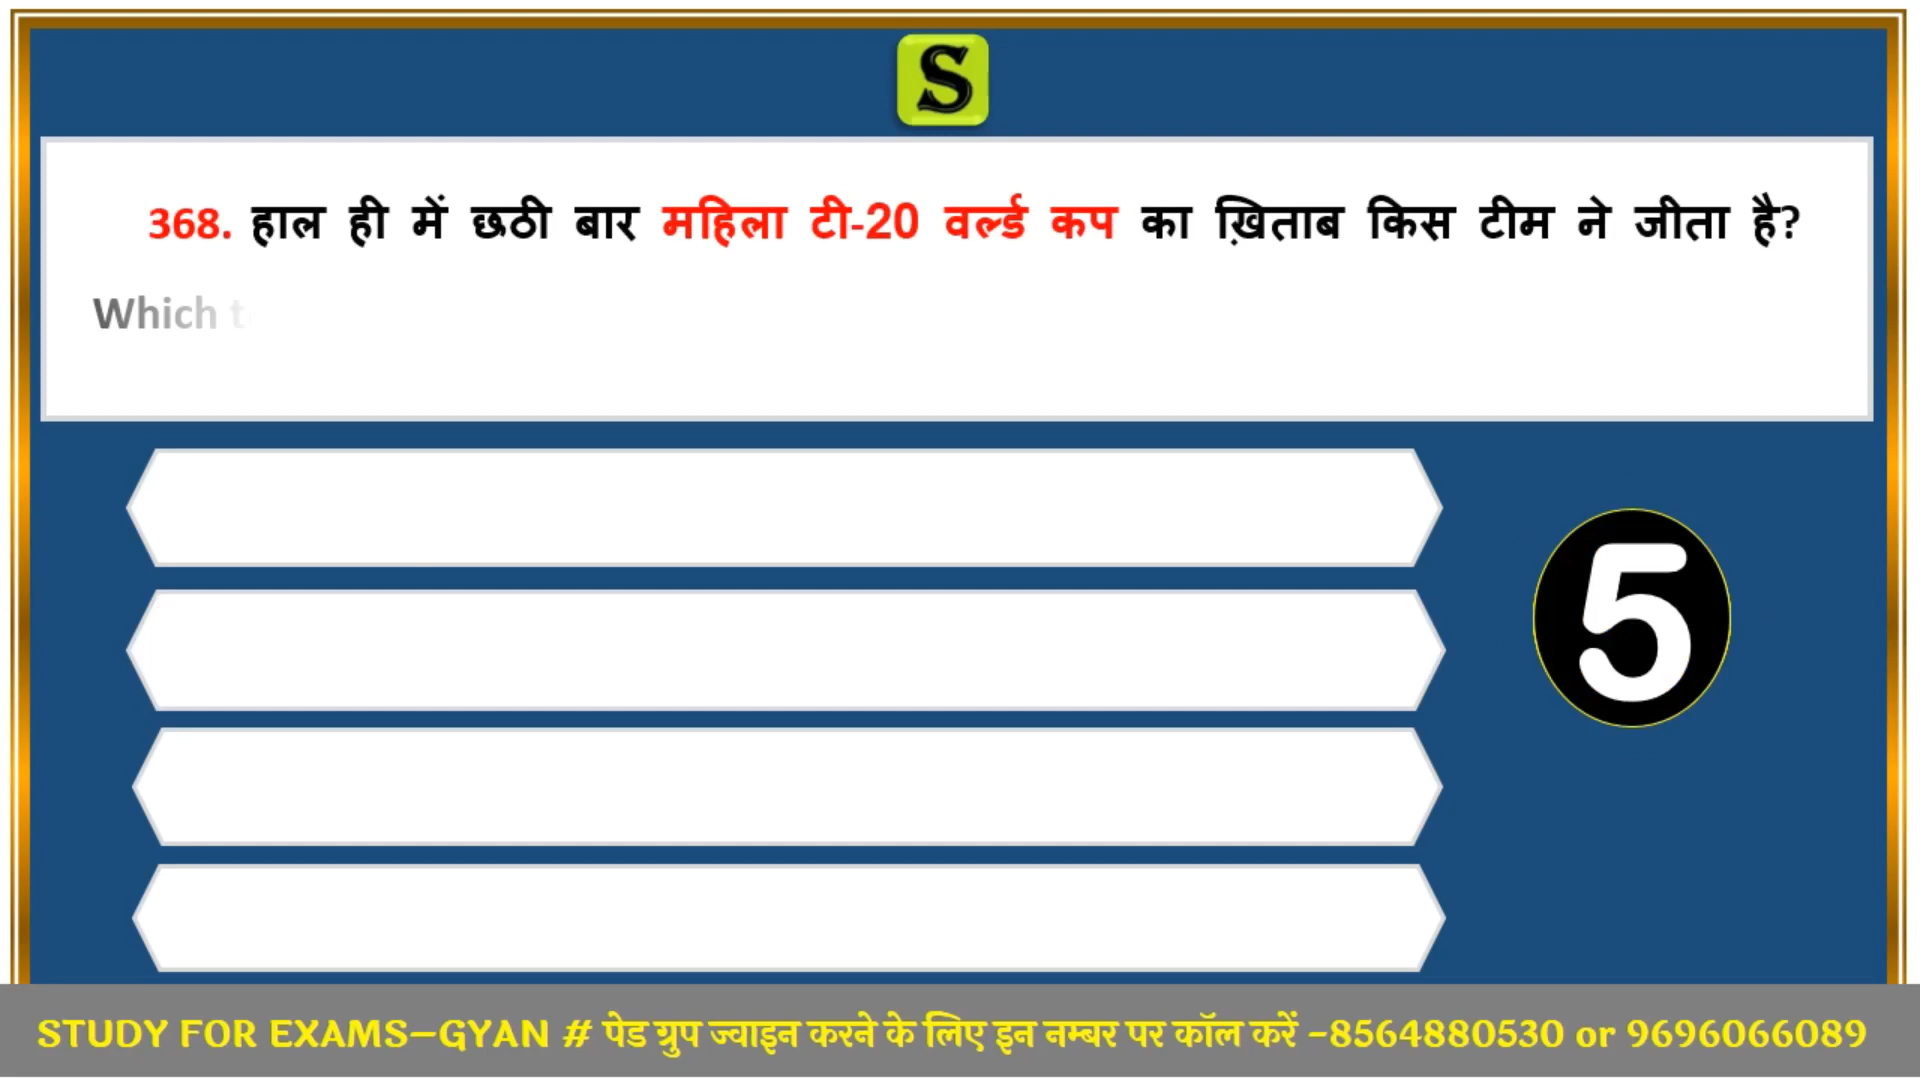 S
368. हाल ही में छठी बार महिला टी-20 वर्ल्ड कप का ख़िताब किस टीम ने जीता है?
Which
5
STUDY FOR EXAMS–GYAN # पेड ग्रुप ज्वाइन करने के लिए इन नम्बर पर कॉल करें -8564880530 or 9696066089